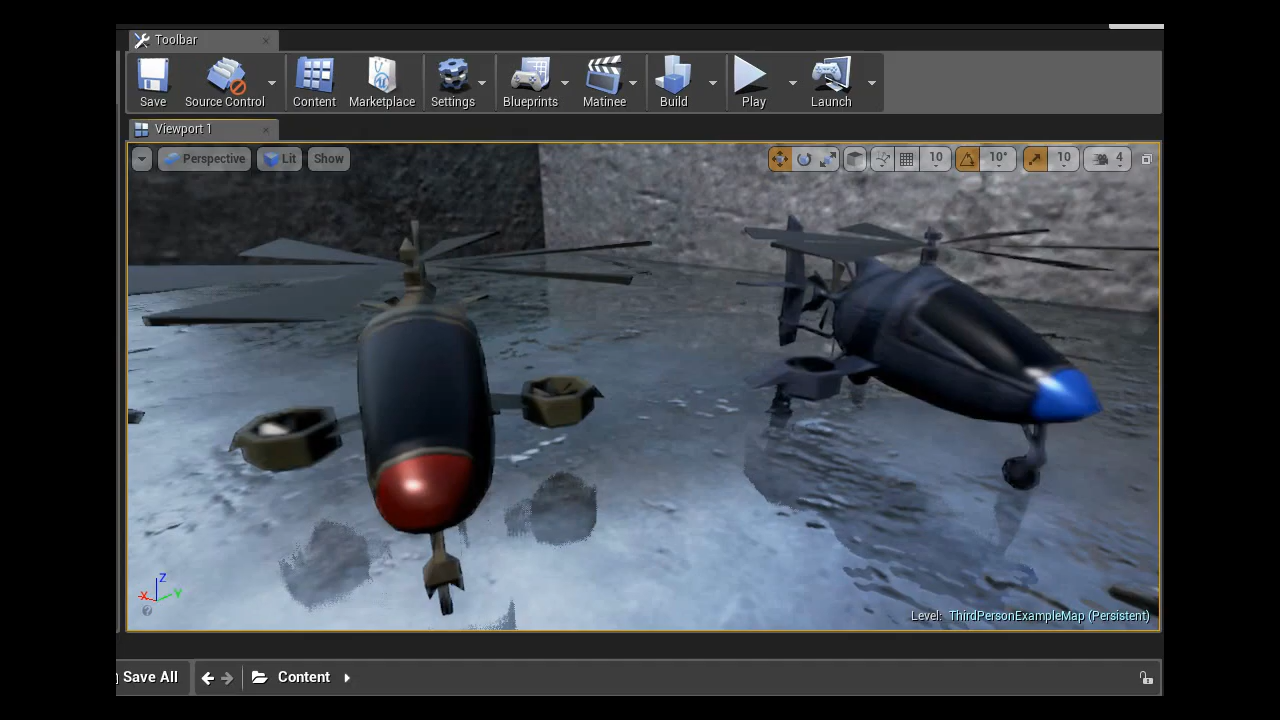 Toolbar
Save
Source Control
Content
Marketplace
Settings
Blueprints
Matinee
Build
Play
Launch
Viewport 1
Perspective
Lit
Show
10
10°
10
4
Z
X
Y
Level: ThirdPersonExampleMap (Persistent)
Save All
Content